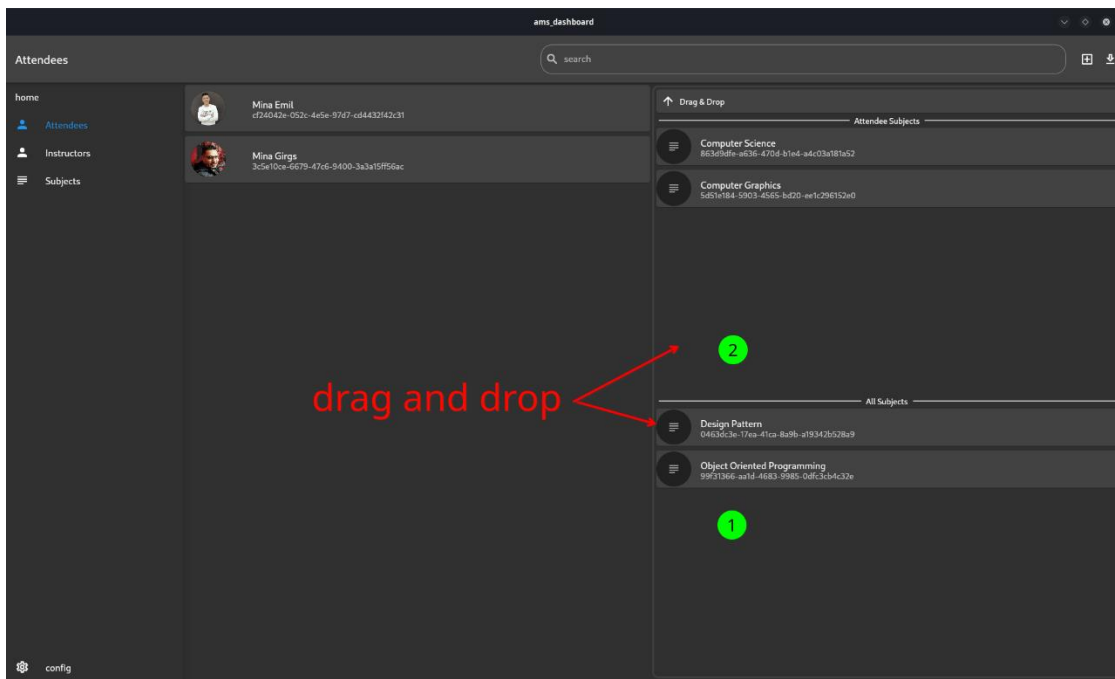 ams_dashboard
Attendees
search
home
Attendees
Instructors
Subjects
config
Mina Emil
cf24042e-052c-4e5e-97d7-cd4432f42c31
Mina Girgs
3c5e10ce-6679-47c6-9400-3a3a15ff56ac
Drag & Drop
Attendee Subjects
Computer Science
863d9dfe-a636-470d-b1e4-a4c03a181a52
Computer Graphics
5d51e184-5903-4565-bd20-ee1c296152e0
2
drag and drop
All Subjects
Design Pattern
0463dc3e-17ea-41ca-8a9b-a19342b528a9
Object Oriented Programming
99f31366-aa1d-4683-9985-0dfc3cb4c32e
1